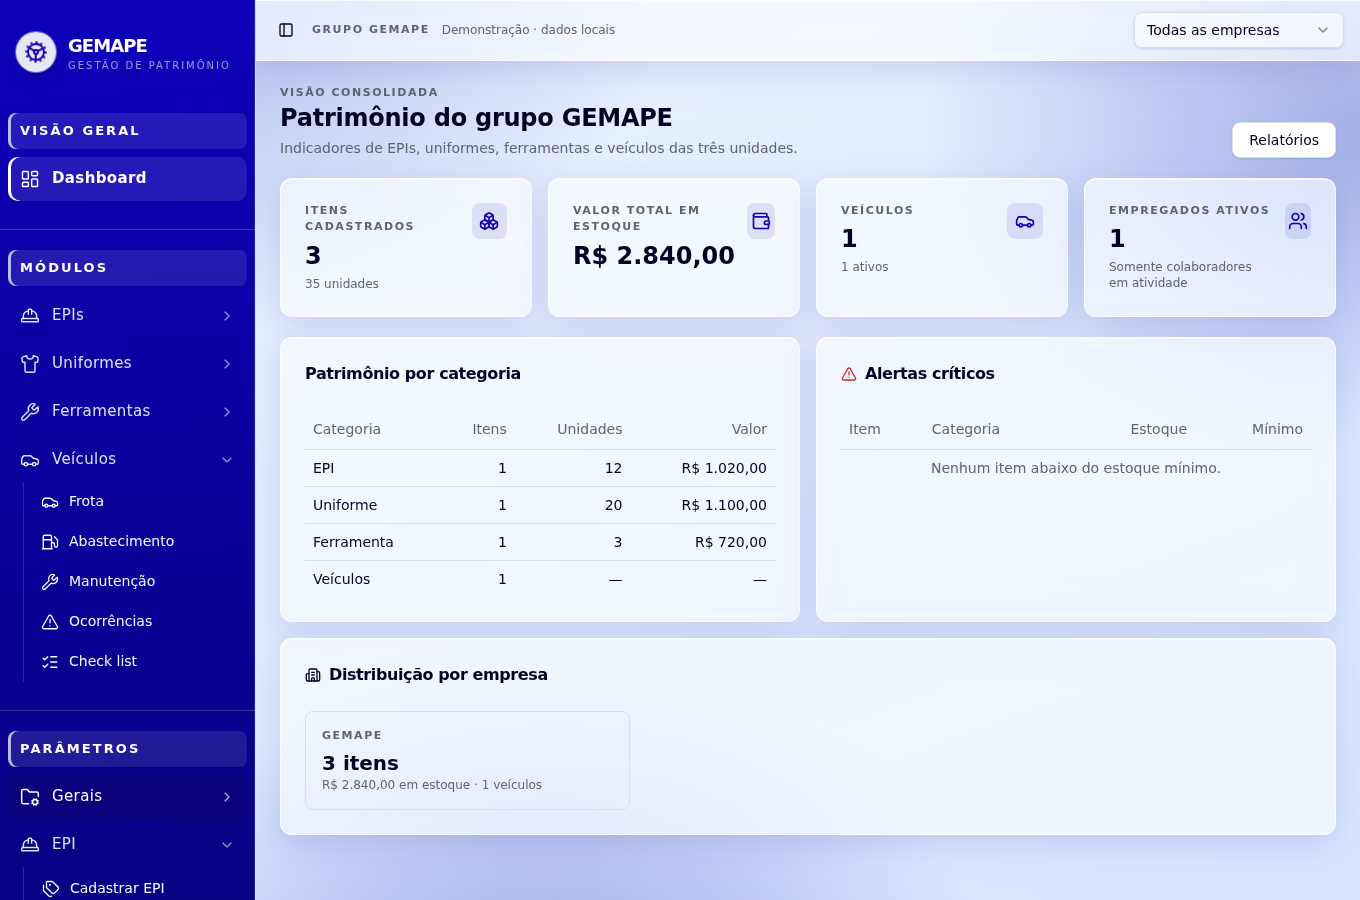 GEMAPE
GESTÃO DE PATRIMÔNIO
VISÃO GERAL
Dashboard
MÓDULOS
EPIs
Uniformes
Ferramentas
Veículos
Frota
Abastecimento
Manutenção
Ocorrências
Check list
PARÂMETROS
Gerais
EPI
Cadastrar EPI
GRUPO GEMAPE Demonstração · dados locais
Todas as empresas
VISÃO CONSOLIDADA
Patrimônio do grupo GEMAPE
Indicadores de EPIs, uniformes, ferramentas e veículos das três unidades.
Relatórios
ITENS
CADASTRADOS
3
35 unidades
VALOR TOTAL EM
ESTOQUE
R$ 2.840,00
VEÍCULOS
1
1 ativos
EMPREGADOS ATIVOS
1
Somente colaboradores
em atividade
Patrimônio por categoria
Categoria Itens Unidades Valor
EPI 1 12 R$ 1.020,00
Uniforme 1 20 R$ 1.100,00
Ferramenta 1 3 R$ 720,00
Veículos 1 — —
Alertas críticos
Item Categoria Estoque Mínimo
Nenhum item abaixo do estoque mínimo.
Distribuição por empresa
GEMAPE
3 itens
R$ 2.840,00 em estoque · 1 veículos